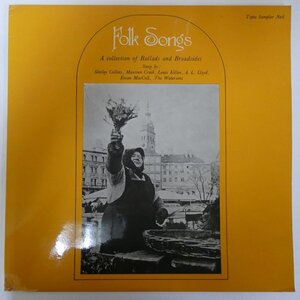 Topic Sampler No8
Folk Songs
A collection of Ballads and Broadsides
Sung by:
Shirley Collins, Maureen Craik, Louis Killen, A. L. Lloyd,
Ewan MacColl, The Watersons